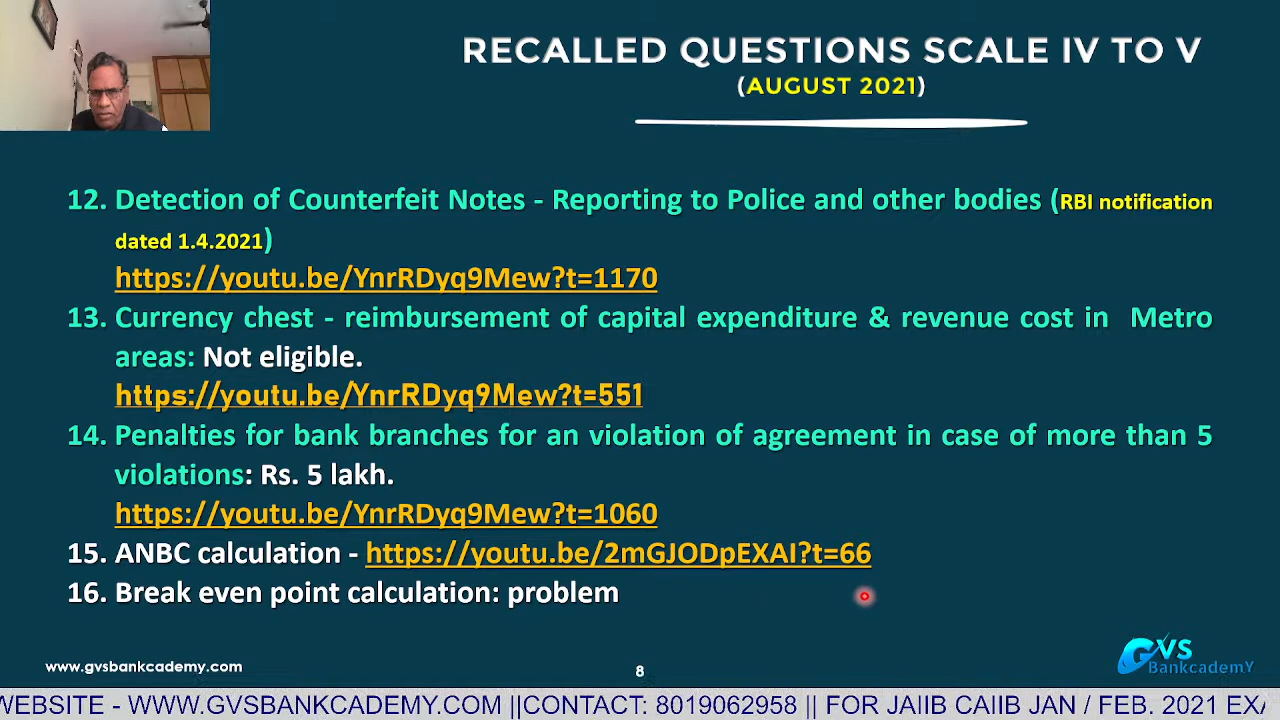 RECALLED QUESTIONS SCALE IV TO V
(AUGUST 2021)
12. Detection of Counterfeit Notes - Reporting to Police and other bodies (RBI notification
dated 1.4.2021)
https://youtu.be/YnrRDyq9Mew?t=1170
13. Currency chest - reimbursement of capital expenditure & revenue cost in Metro
areas: Not eligible.
https://youtu.be/YnrRDyq9Mew?t=551
14. Penalties for bank branches for an violation of agreement in case of more than 5
violations: Rs. 5 lakh.
https://youtu.be/YnrRDyq9Mew?t=1060
15. ANBC calculation - https://youtu.be/2mGJODpEXAI?t=66
16. Break even point calculation: problem
www.gvsbankcademy.com
8
GVS
BankcademY
WEBSITE - WWW.GVSBANKCADEMY.COM ||CONTACT: 8019062958 || FOR JAIIB CAIIB JAN / FEB. 2021 EXA